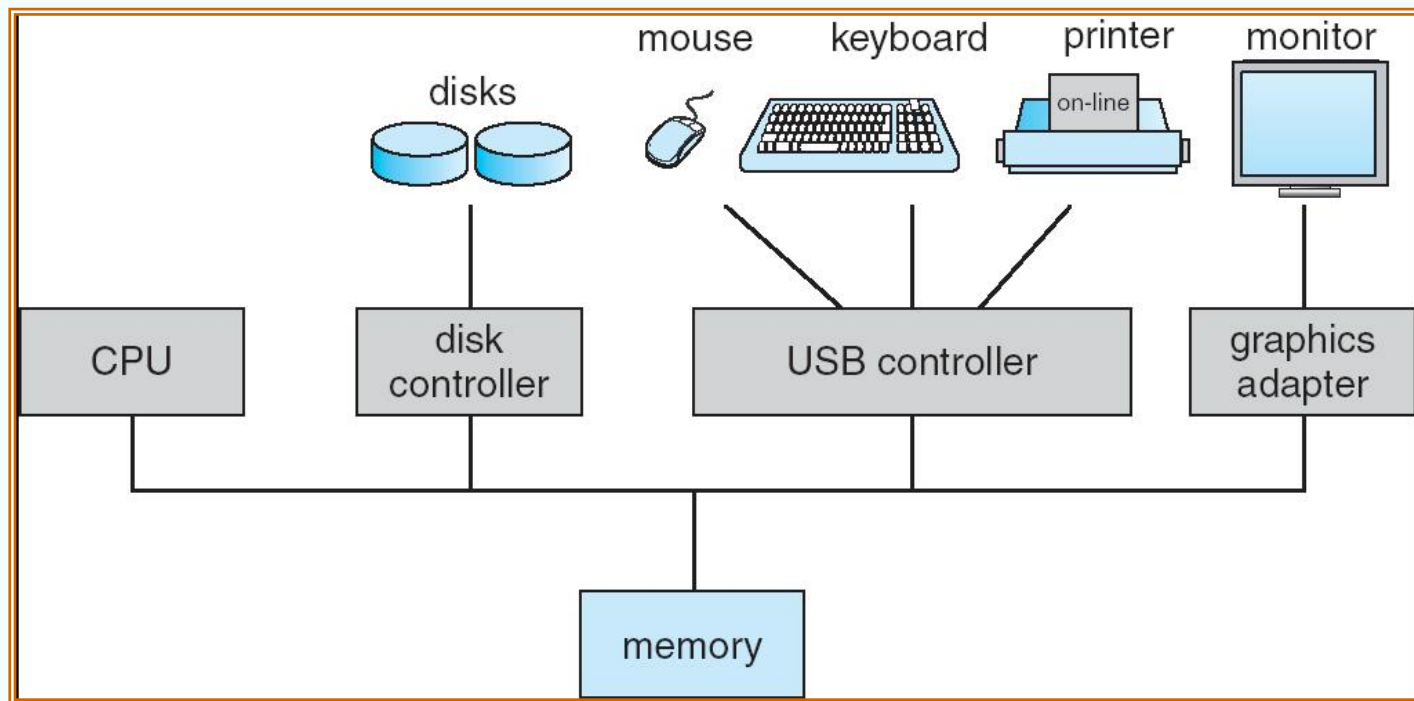 mouse
keyboard
printer
monitor
disks
on-line
CPU
disk
controller
USB controller
graphics
adapter
memory